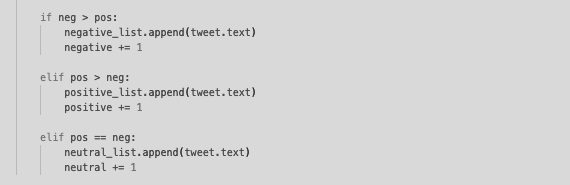 if neg > pos:
negative_list.append(tweet.text)
negative += 1
elif pos > neg:
positive_list.append(tweet.text)
positive += 1
elif pos == neg:
neutral_list.append(tweet.text)
neutral += 1